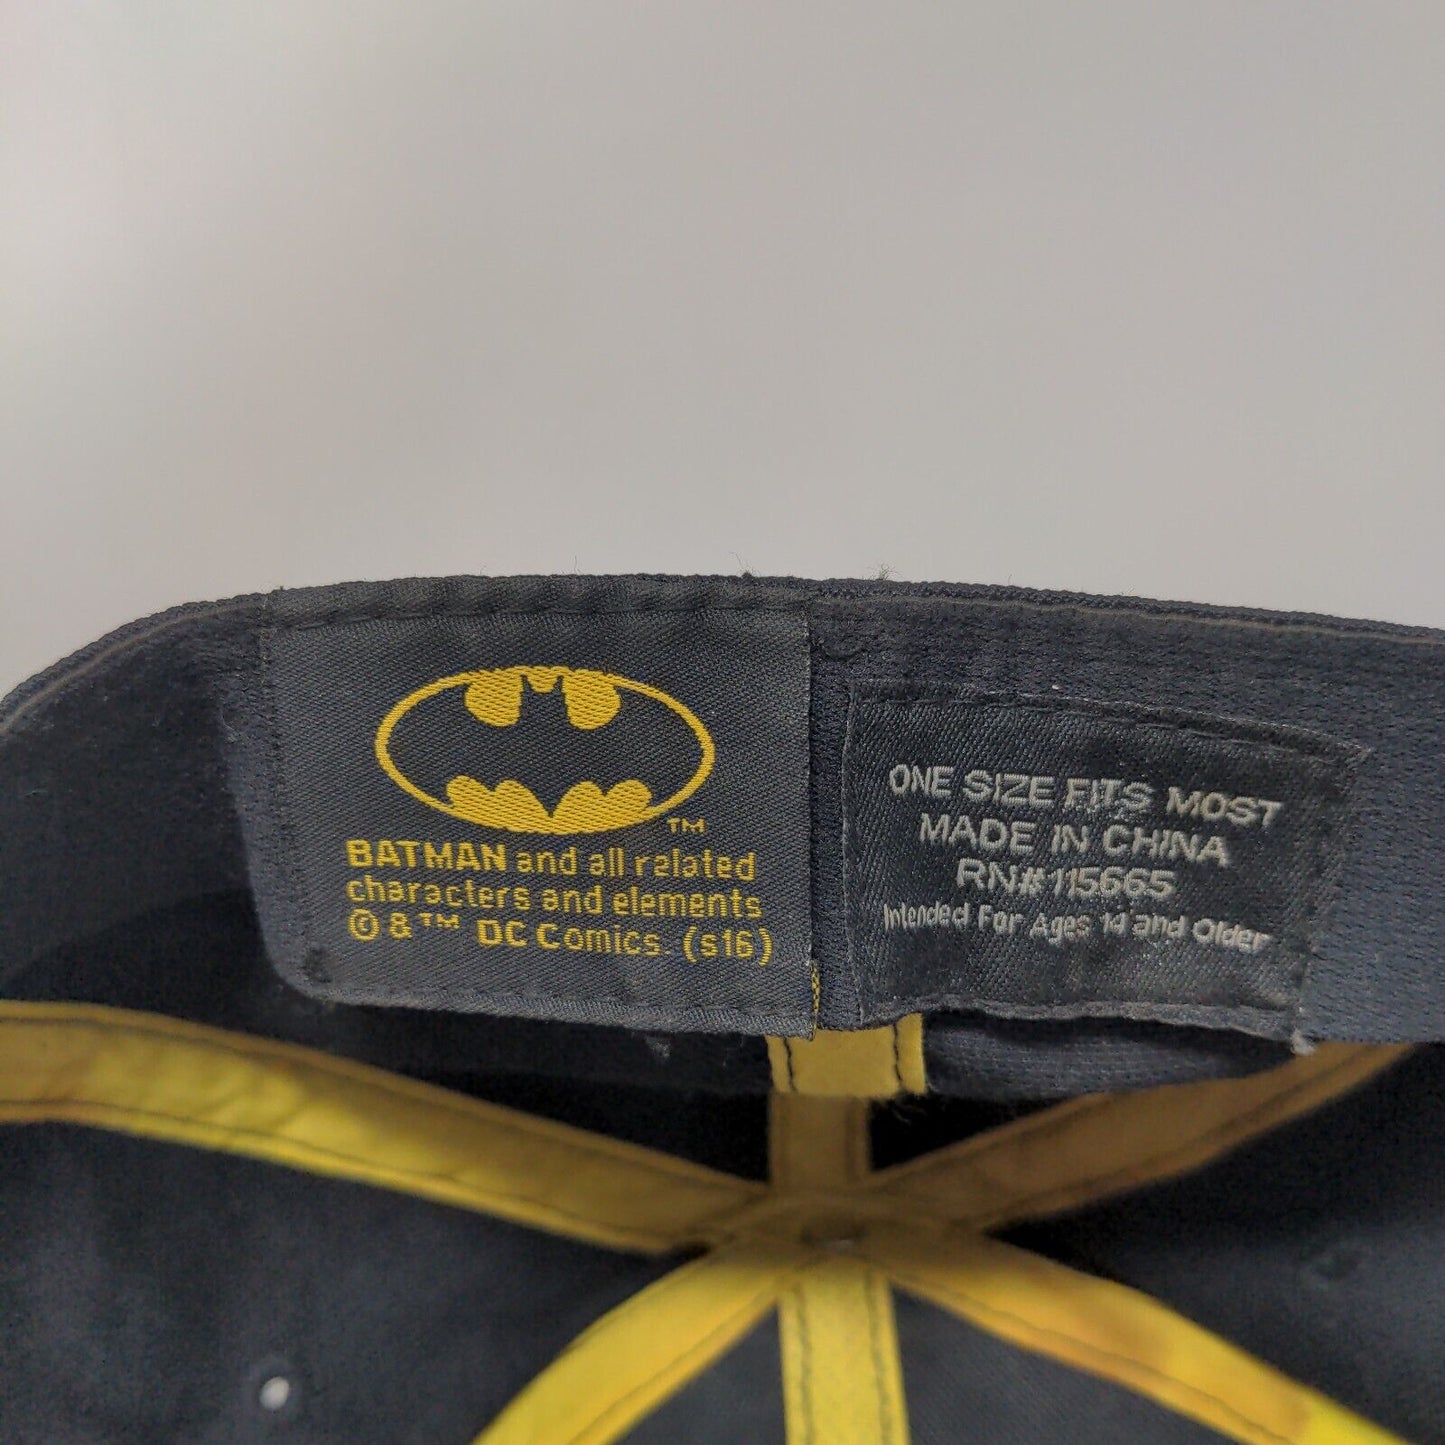 TM
BATMAN and all related
characters and elements
© & ™ DC Comics. (s16)
ONE SIZE FITS MOST
MADE IN CHINA
RN#115665
Intended For Ages 14 and Older